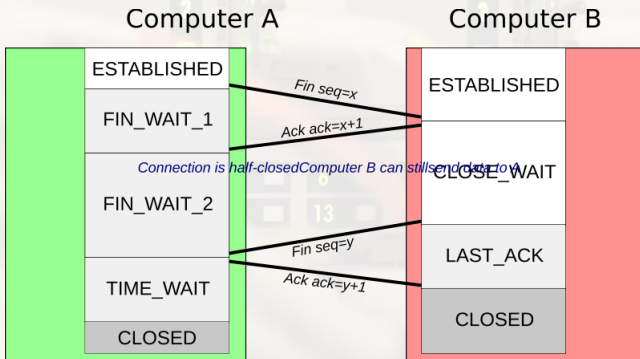 Computer A
Computer B
ESTABLISHED
ESTABLISHED
Fin seq=x
FIN_WAIT_1
Ack ack=x+1
Connection is half-closedComputer B can stillsend data to A
CLOSE_WAIT
FIN_WAIT_2
6
13
Fin seq=y
LAST_ACK
Ack ack=y+1
TIME_WAIT
CLOSED
CLOSED